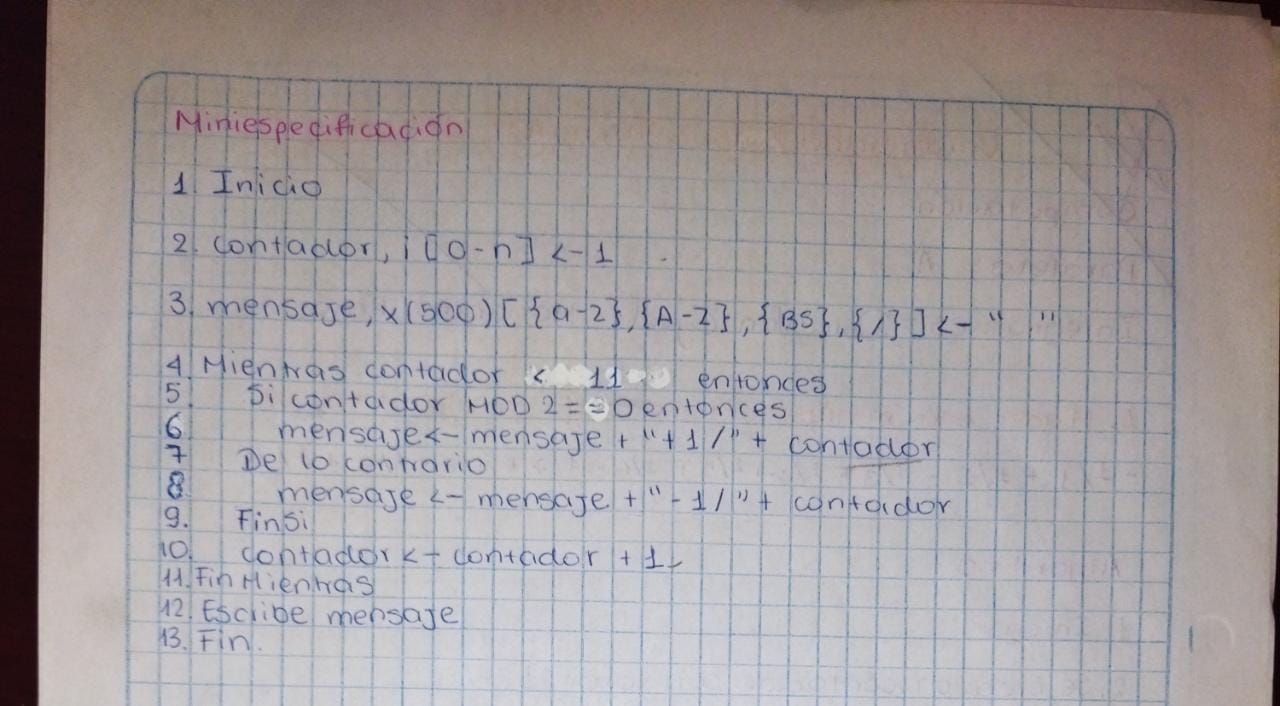 Miniespecificación
1. Inicio
2. contador, i [0-n] <-1
3. mensaje, x(500) [ {a-z}, {A-Z}, {BS}, {/} ] <- " "
4. Mientras contador < 11 entonces
5. Si contador MOD 2 == 0 entonces
6 mensaje <- mensaje + "+1/" + contador
7 De lo contrario
8. mensaje <- mensaje + "-1/" + contador
9. FinSi
10. contador <- contador + 1
11. Fin Mientras
12. Escribe mensaje
13. Fin.